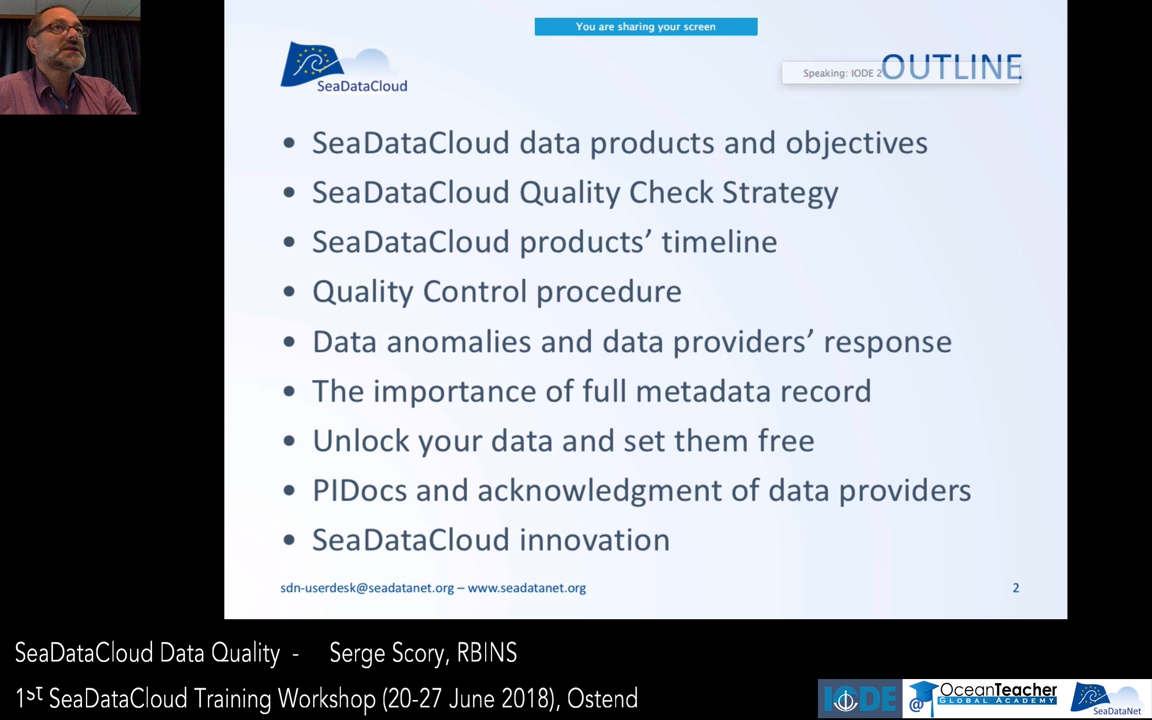 You are sharing your screen
SeaDataCloud
Speaking: IODE 2
OUTLINE
• SeaDataCloud data products and objectives
• SeaDataCloud Quality Check Strategy
• SeaDataCloud products’ timeline
• Quality Control procedure
• Data anomalies and data providers’ response
• The importance of full metadata record
• Unlock your data and set them free
• PIDocs and acknowledgment of data providers
• SeaDataCloud innovation
sdn-userdesk@seadatanet.org – www.seadatanet.org
2
SeaDataCloud Data Quality - Serge Scory, RBINS
1st SeaDataCloud Training Workshop (20-27 June 2018), Ostend
IODE
@
OceanTeacher
GLOBAL ACADEMY
SeaDataNet